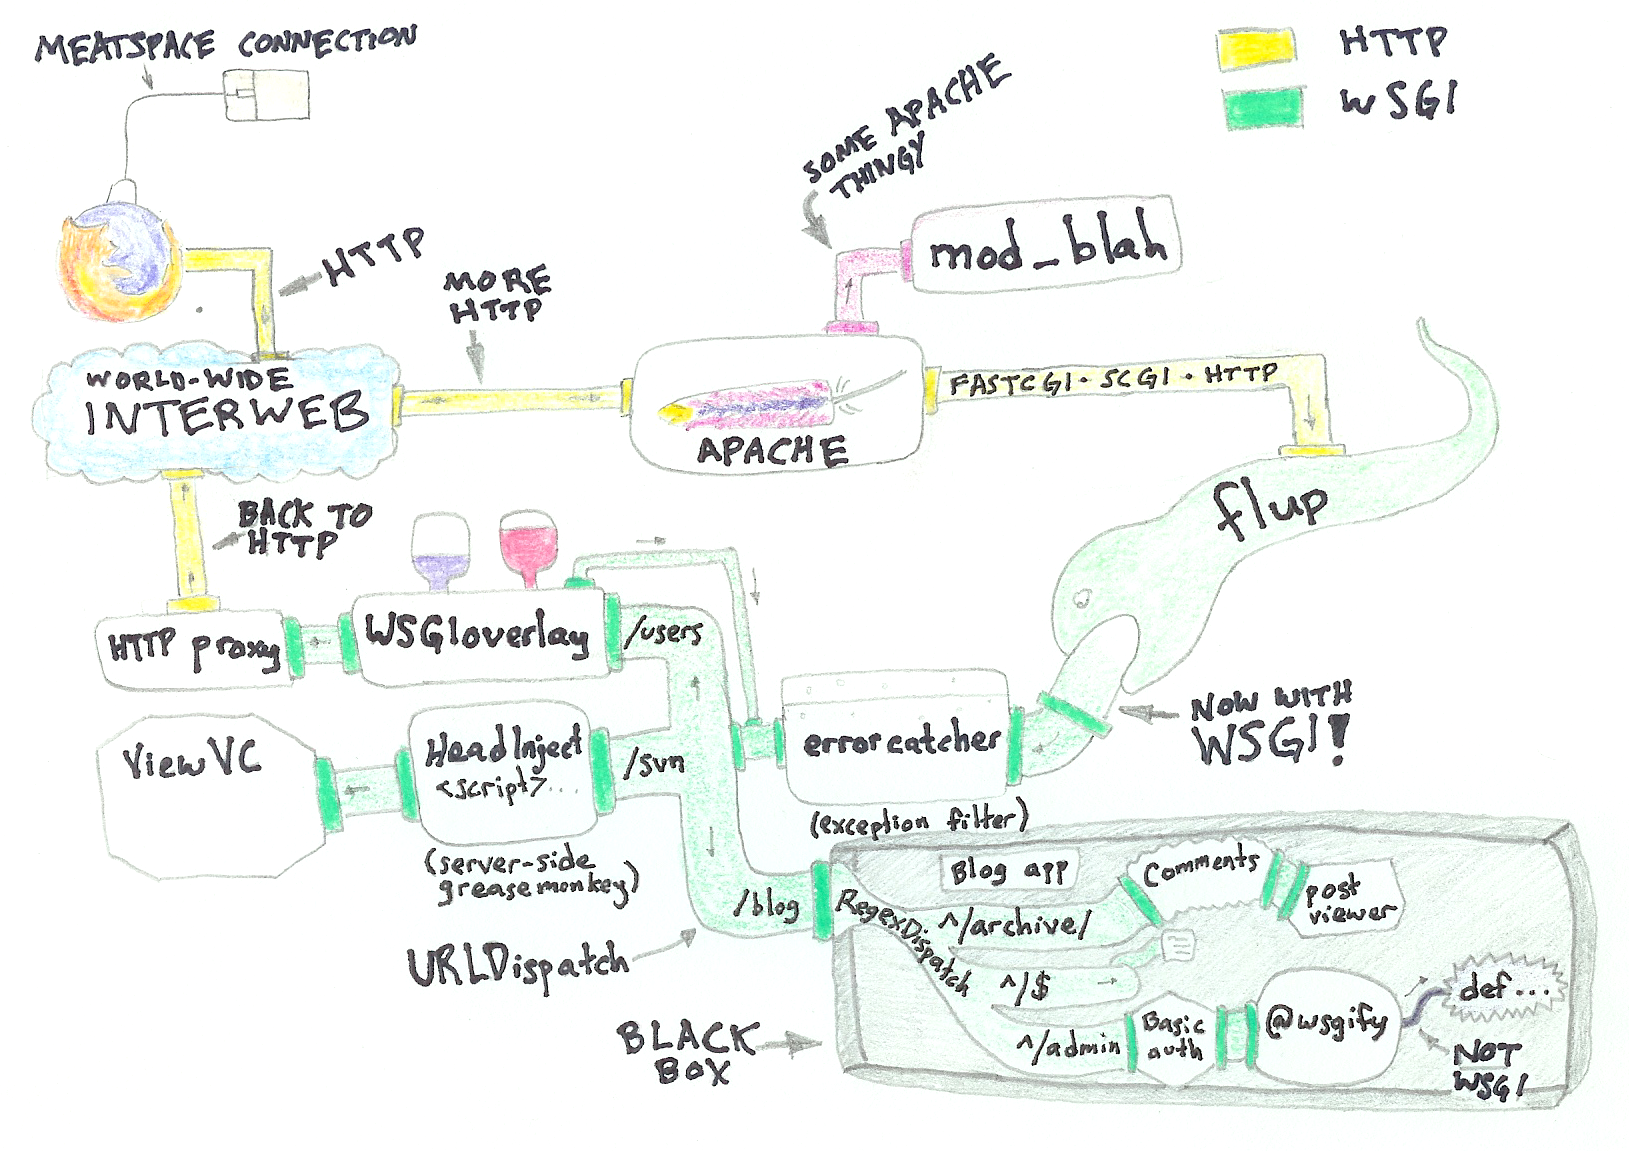 MEATSPACE CONNECTION
HTTP
WSGI
SOME APACHE
THINGY
mod_blah
HTTP
MORE
HTTP
WORLD-WIDE
INTERWEB
APACHE
FASTCGI · SCGI · HTTP
flup
BACK TO
HTTP
HTTP proxy
WSGIoverlay
/users
NOW WITH
WSGI!
errorcatcher
(exception filter)
ViewVC
HeadInject
<script>...
/svn
(server-side
greasemonkey)
/blog
URLDispatch
BLACK
BOX
Blog app
RegexDispatch
^/archive/
Comments
post
viewer
^/$
^/admin
Basic
auth
@wsgify
def...
NOT
WSGI